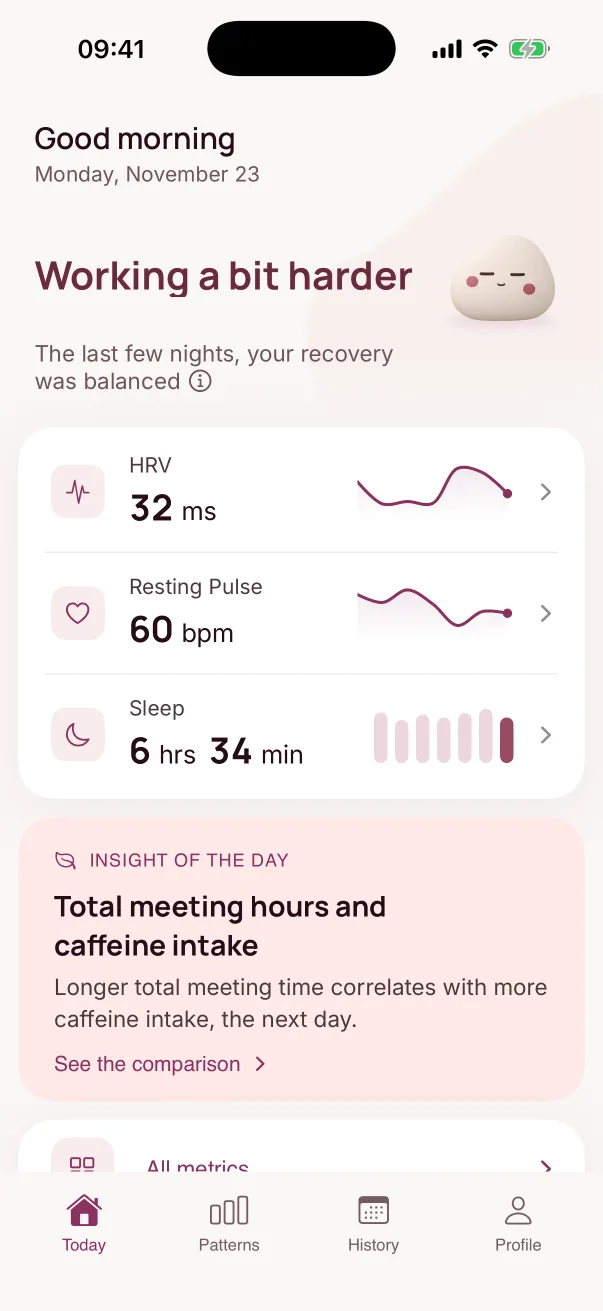 09:41
Good morning
Monday, November 23
Working a bit harder
The last few nights, your recovery
was balanced
HRV
32 ms
Resting Pulse
60 bpm
Sleep
6 hrs 34 min
INSIGHT OF THE DAY
Total meeting hours and
caffeine intake
Longer total meeting time correlates with more
caffeine intake, the next day.
See the comparison
All metrics
Today
Patterns
History
Profile